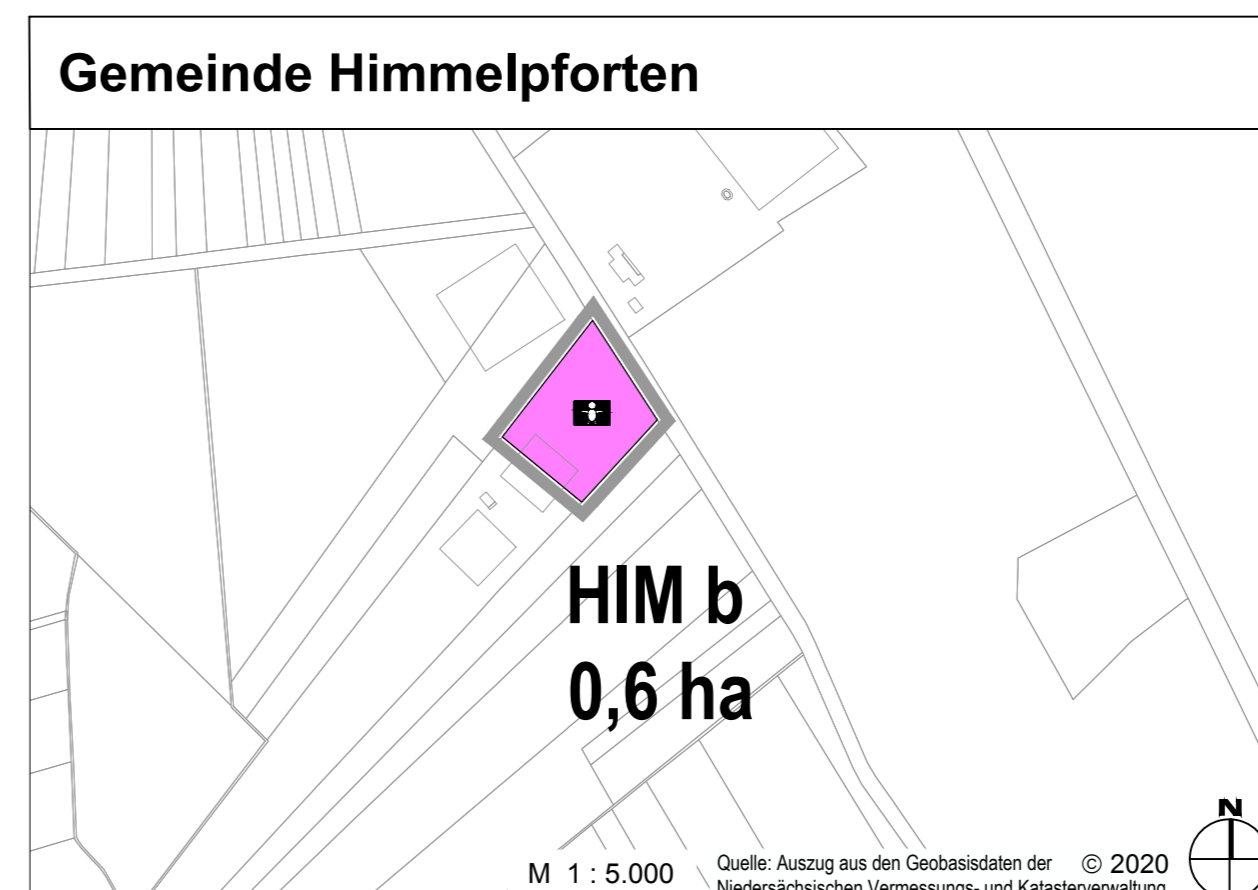 Gemeinde Himmelpforten
HIM b
0,6 ha
N
M 1 : 5.000
Quelle: Auszug aus den Geobasisdaten der © 2020
Niedersächsischen Vermessungs- und Katasterverwaltung